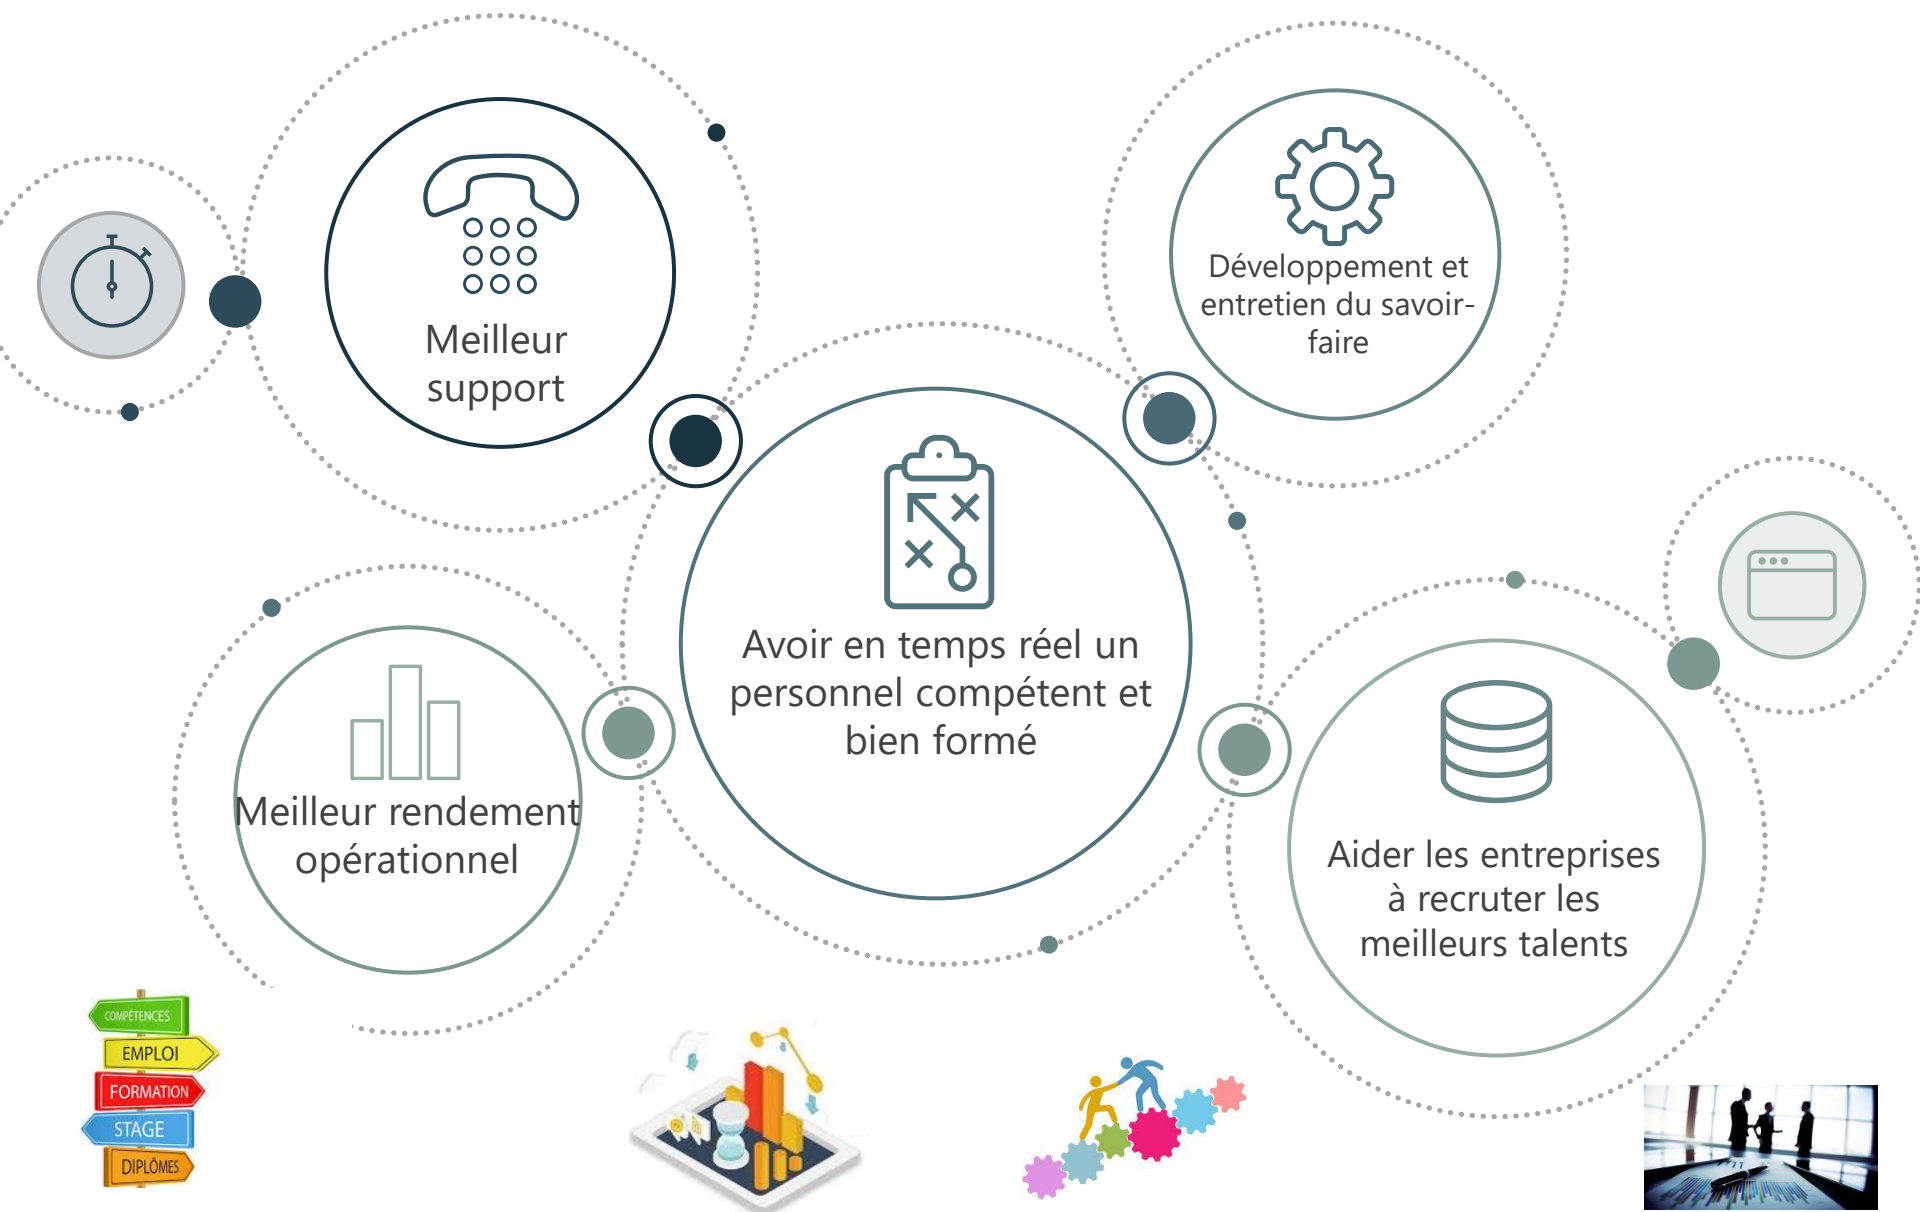 Meilleur
support
Développement et
entretien du savoir-
faire
Avoir en temps réel un
personnel compétent et
bien formé
Meilleur rendement
opérationnel
Aider les entreprises
à recruter les
meilleurs talents
COMPÉTENCES
EMPLOI
FORMATION
STAGE
DIPLÔMES